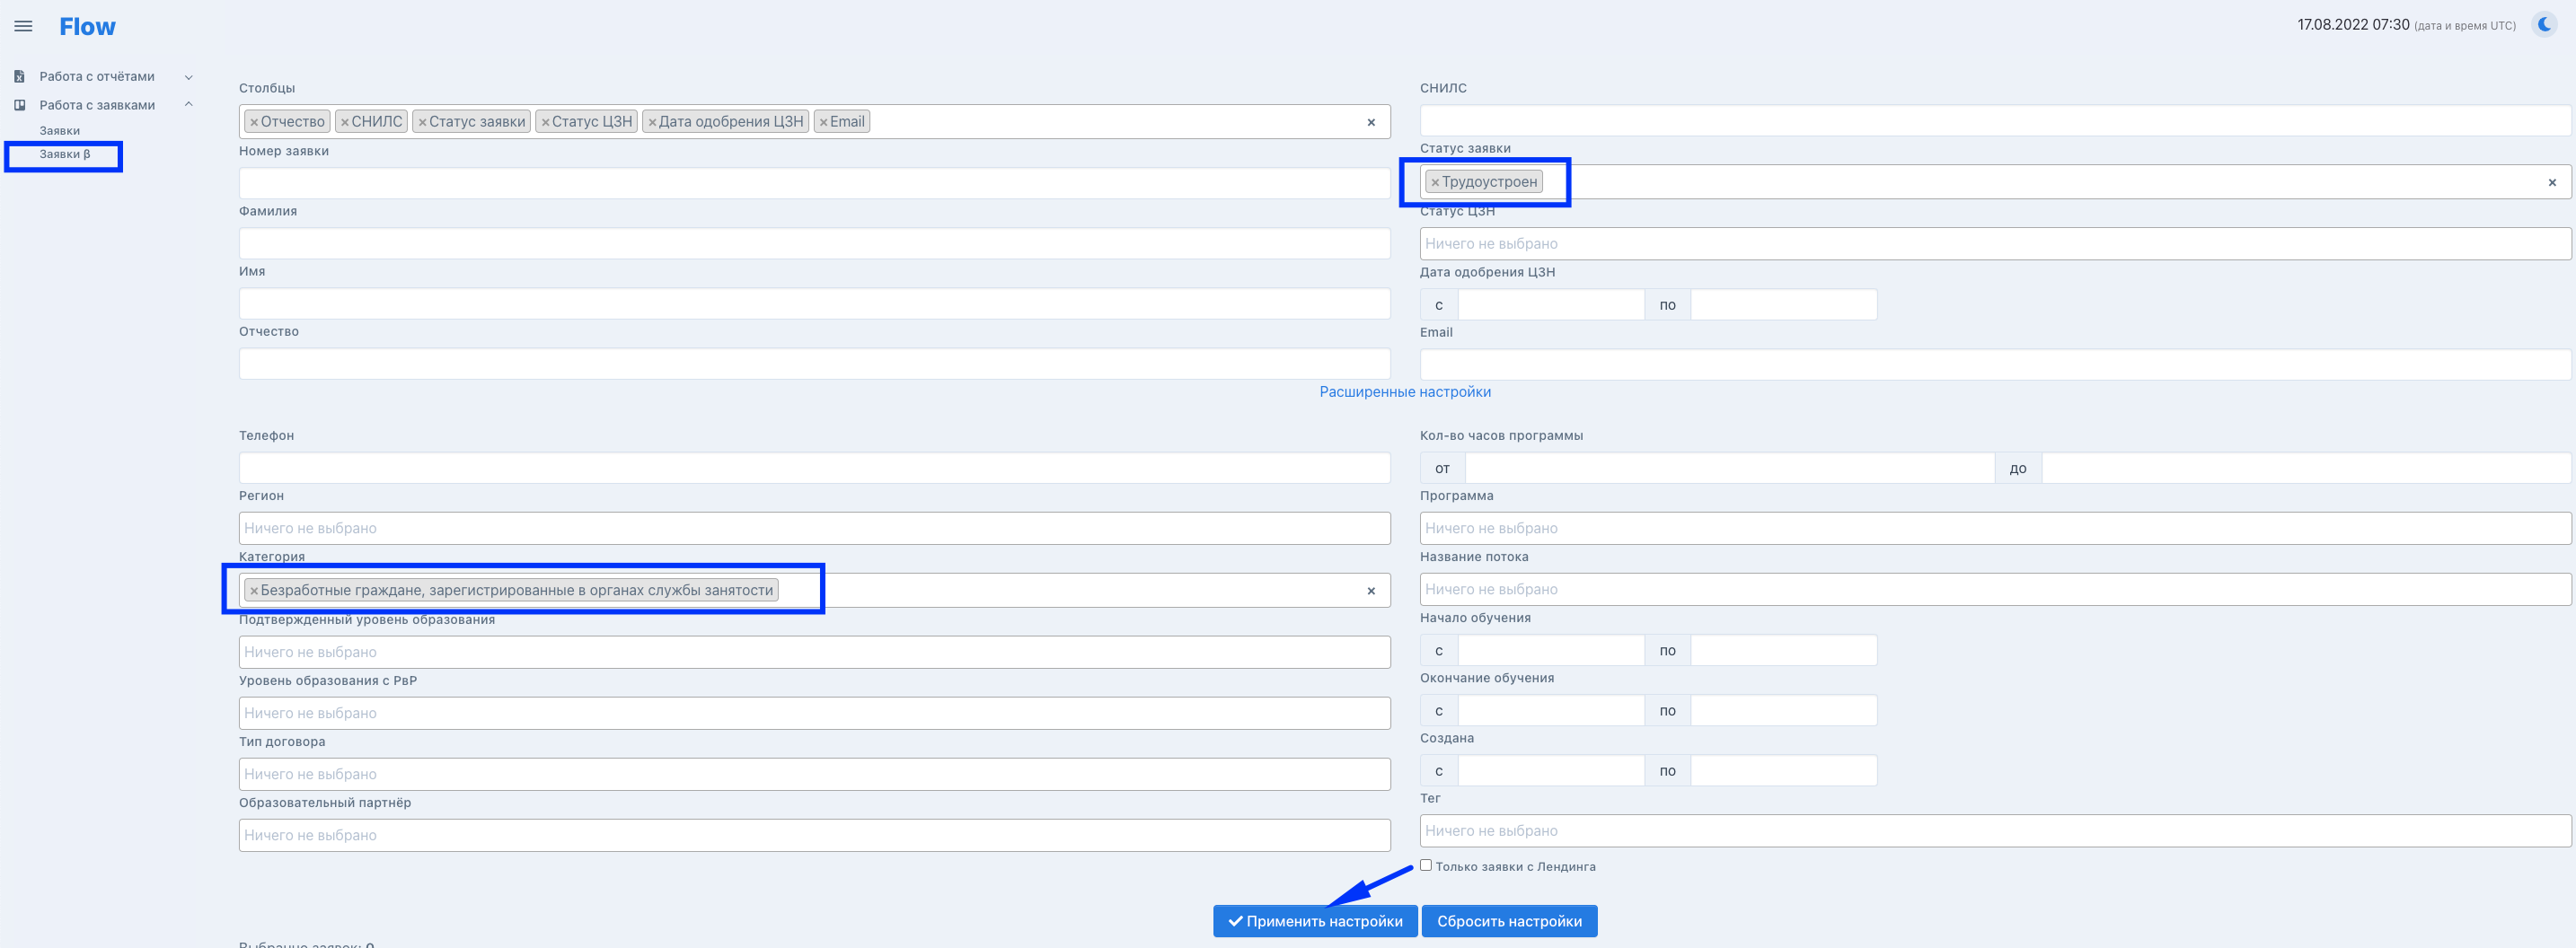 Flow
17.08.2022 07:30 (дата и время UTC)
Работа с отчётами
Работа с заявками
Заявки
Заявки β
Столбцы
×Отчество ×СНИЛС ×Статус заявки ×Статус ЦЗН ×Дата одобрения ЦЗН ×Email ×
Номер заявки
Фамилия
Имя
Отчество
СНИЛС
Статус заявки
×Трудоустроен ×
Статус ЦЗН
Ничего не выбрано
Дата одобрения ЦЗН
с по
Email
Расширенные настройки
Телефон
Регион
Ничего не выбрано
Категория
×Безработные граждане, зарегистрированные в органах службы занятости ×
Подтвержденный уровень образования
Ничего не выбрано
Уровень образования с РвР
Ничего не выбрано
Тип договора
Ничего не выбрано
Образовательный партнёр
Ничего не выбрано
Кол-во часов программы
от до
Программа
Ничего не выбрано
Название потока
Ничего не выбрано
Начало обучения
с по
Окончание обучения
с по
Создана
с по
Тег
Ничего не выбрано
Только заявки с Лендинга
Применить настройки Сбросить настройки
Выбранно заявок: 0